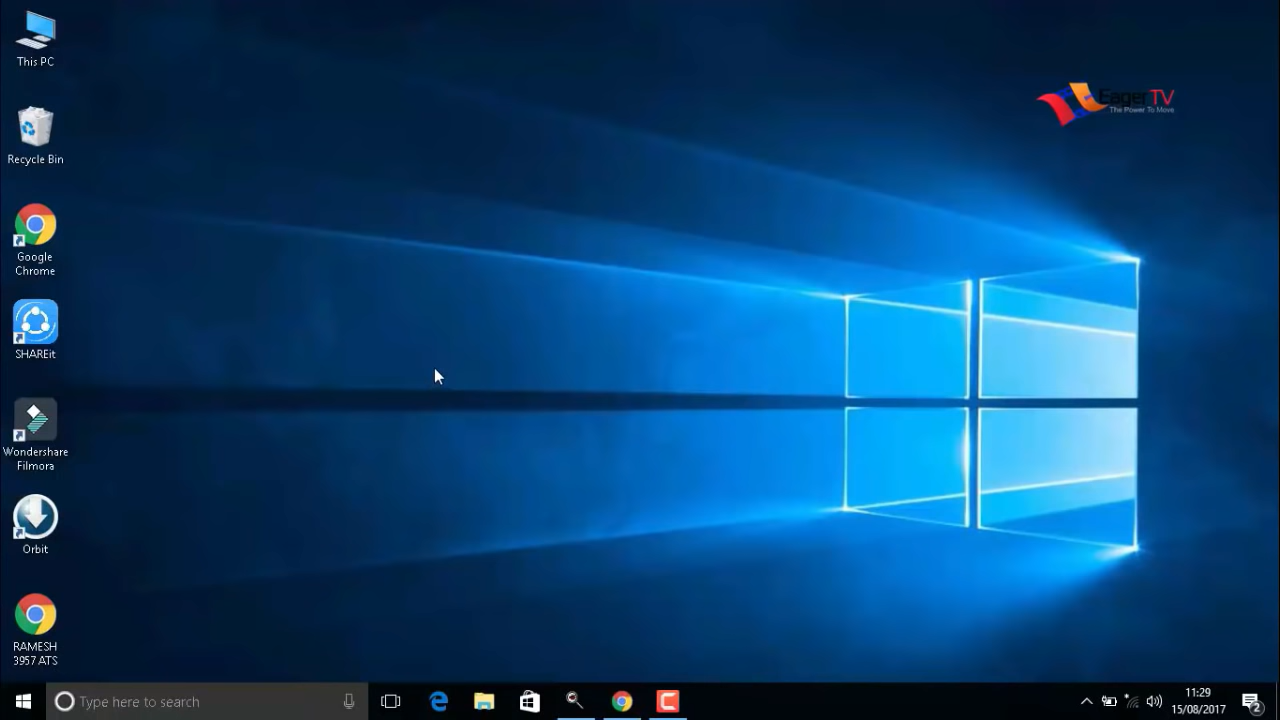 This PC
EagerTV
The Power To Move
Recycle Bin
Google
Chrome
SHAREit
Wondershare
Filmora
Orbit
RAMESH
3957 ATS
Type here to search
11:29
15/08/2017
2